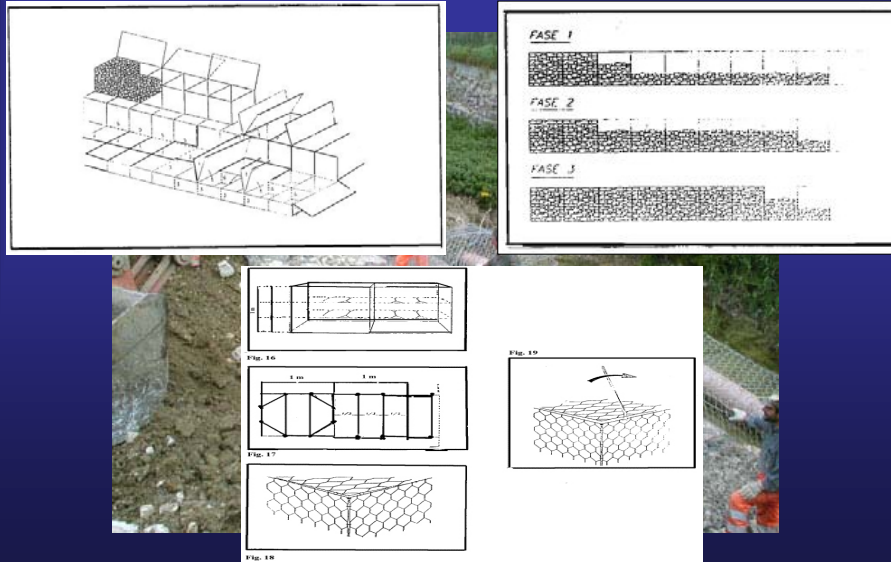 FASE 1
FASE 2
FASE 3
Fig. 16
1 m
1 m
Fig. 17
Fig. 18
Fig. 19